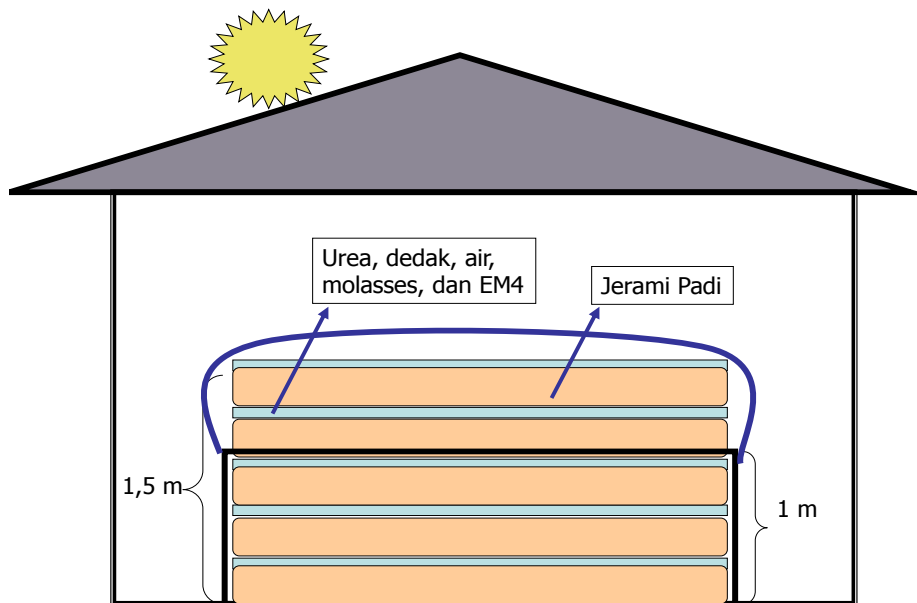 Urea, dedak, air,
molasses, dan EM4
Jerami Padi
1,5 m
1 m